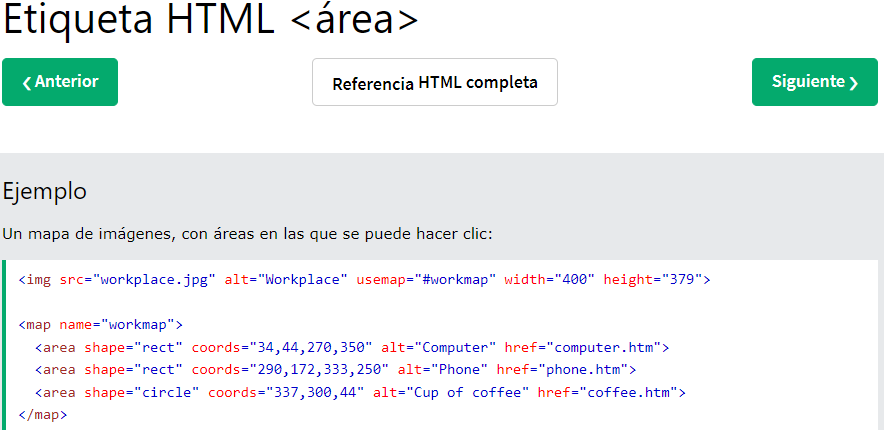 Etiqueta HTML <área>
❮ Anterior
Referencia HTML completa
Siguiente ❯
Ejemplo
Un mapa de imágenes, con áreas en las que se puede hacer clic:
<img src="workplace.jpg" alt="Workplace" usemap="#workmap" width="400" height="379">
<map name="workmap">
  <area shape="rect" coords="34,44,270,350" alt="Computer" href="computer.htm">
  <area shape="rect" coords="290,172,333,250" alt="Phone" href="phone.htm">
  <area shape="circle" coords="337,300,44" alt="Cup of coffee" href="coffee.htm">
</map>